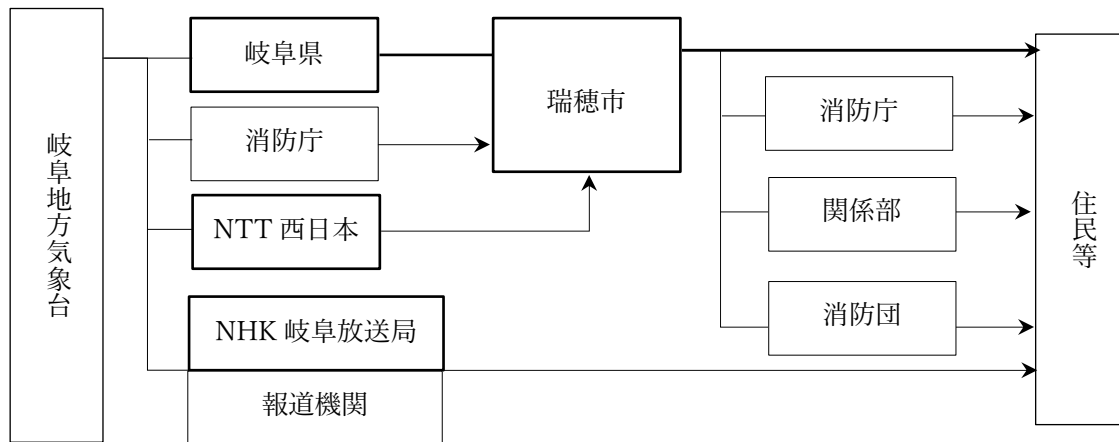 岐阜地方気象台
岐阜県
消防庁
NTT 西日本
NHK 岐阜放送局
報道機関
瑞穂市
消防庁
関係部
消防団
住民等